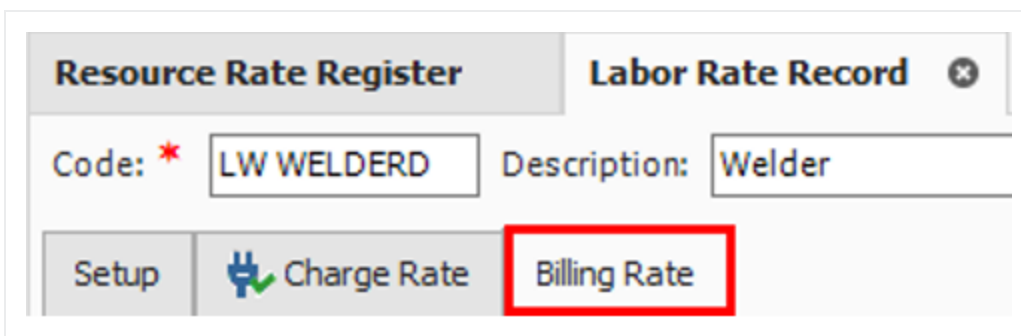 Resource Rate Register Labor Rate Record
Code: * LW WELDERD Description: Welder
Setup Charge Rate Billing Rate